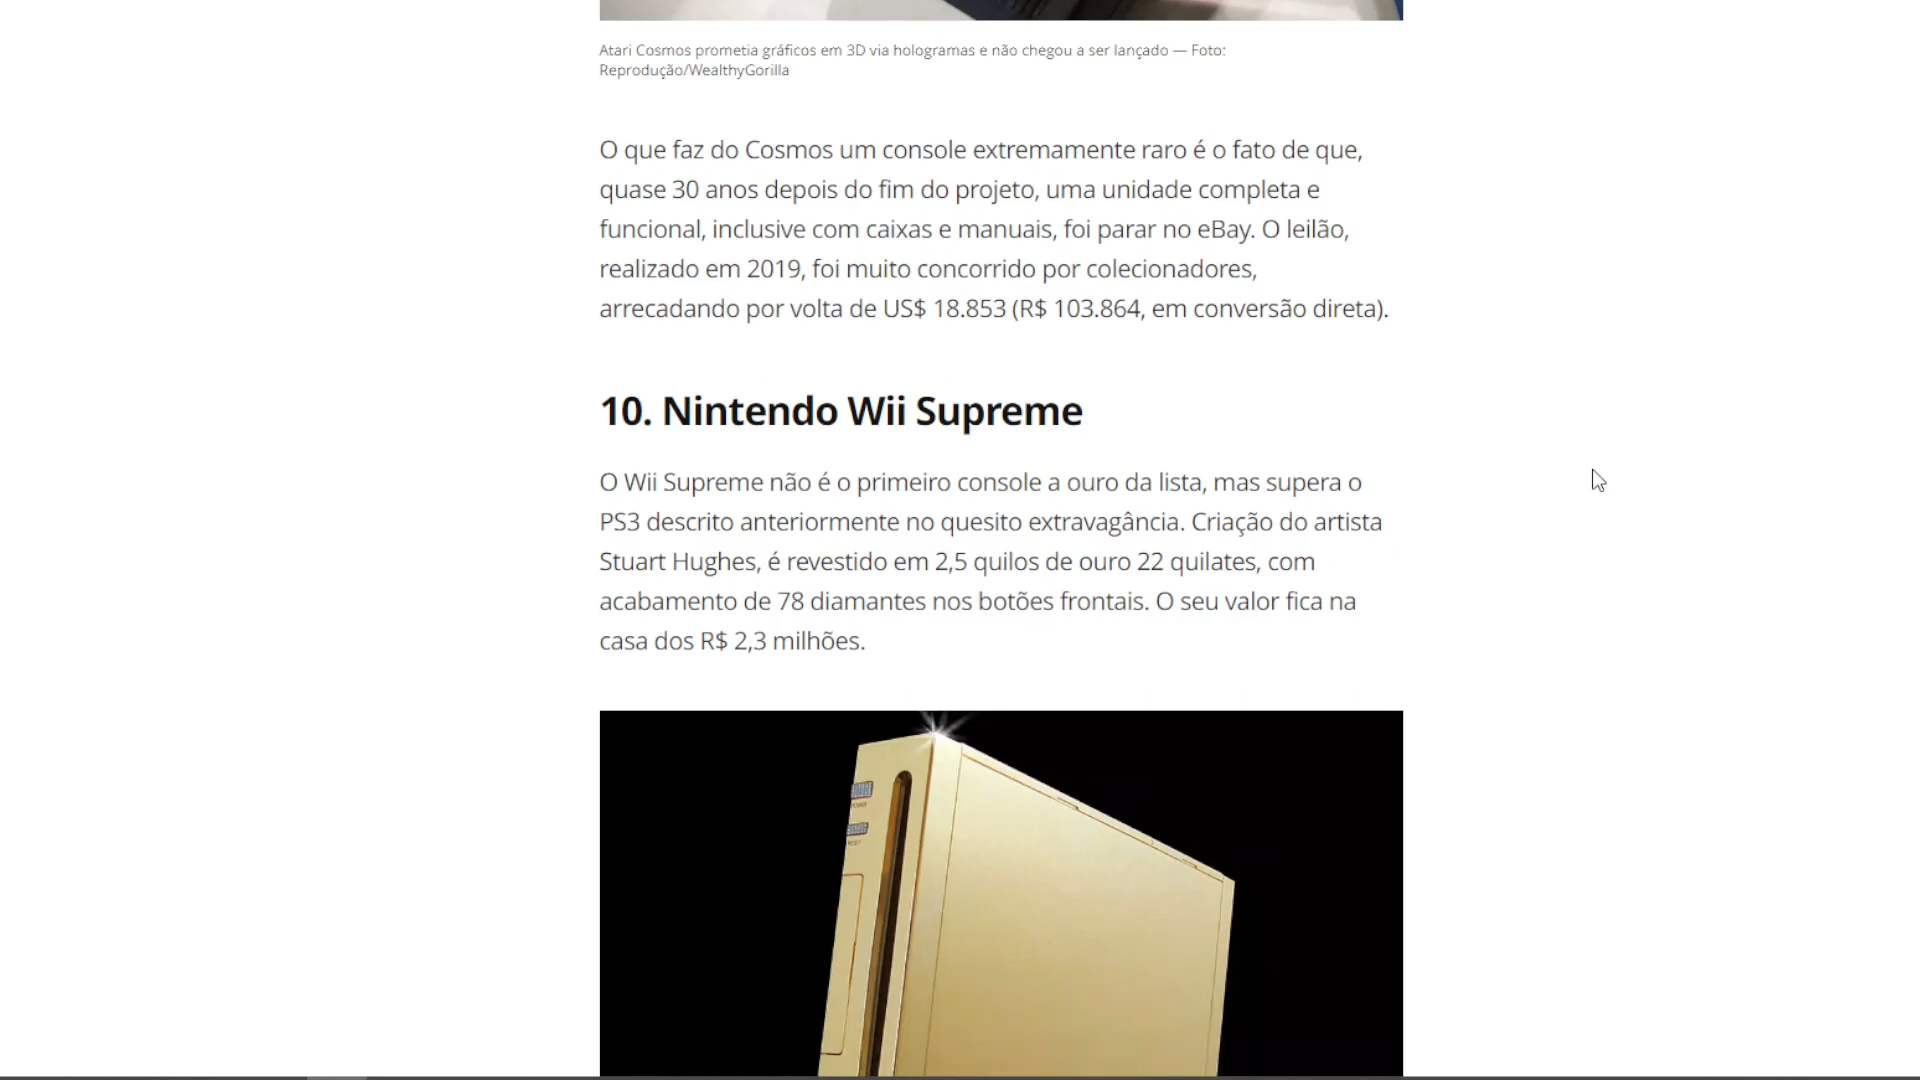 Atari Cosmos prometia gráficos em 3D via hologramas e não chegou a ser lançado — Foto:
Reprodução/WealthyGorilla
O que faz do Cosmos um console extremamente raro é o fato de que,
quase 30 anos depois do fim do projeto, uma unidade completa e
funcional, inclusive com caixas e manuais, foi parar no eBay. O leilão,
realizado em 2019, foi muito concorrido por colecionadores,
arrecadando por volta de US$ 18.853 (R$ 103.864, em conversão direta).
10. Nintendo Wii Supreme
O Wii Supreme não é o primeiro console a ouro da lista, mas supera o
PS3 descrito anteriormente no quesito extravagância. Criação do artista
Stuart Hughes, é revestido em 2,5 quilos de ouro 22 quilates, com
acabamento de 78 diamantes nos botões frontais. O seu valor fica na
casa dos R$ 2,3 milhões.
POWER
RESET